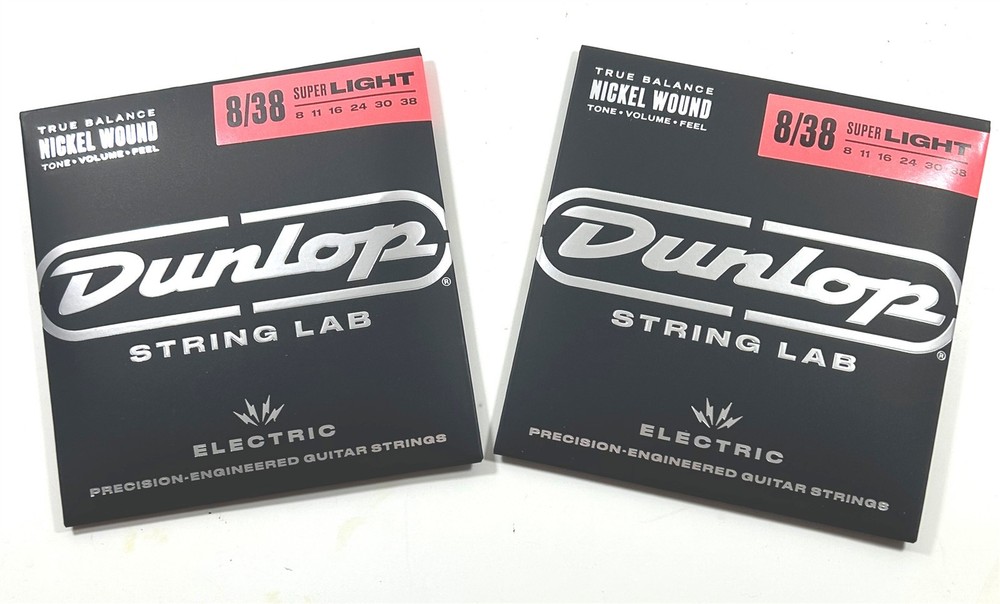 TRUE BALANCE
NICKEL WOUND
TONE • VOLUME • FEEL
8/38 SUPER LIGHT
8 11 16 24 30 38
Dunlop®
STRING LAB
ELECTRIC
PRECISION-ENGINEERED GUITAR STRINGS
TRUE BALANCE
NICKEL WOUND
TONE • VOLUME • FEEL
8/38 SUPER LIGHT
8 11 16 24 30 38
Dunlop®
STRING LAB
ELECTRIC
PRECISION-ENGINEERED GUITAR STRINGS